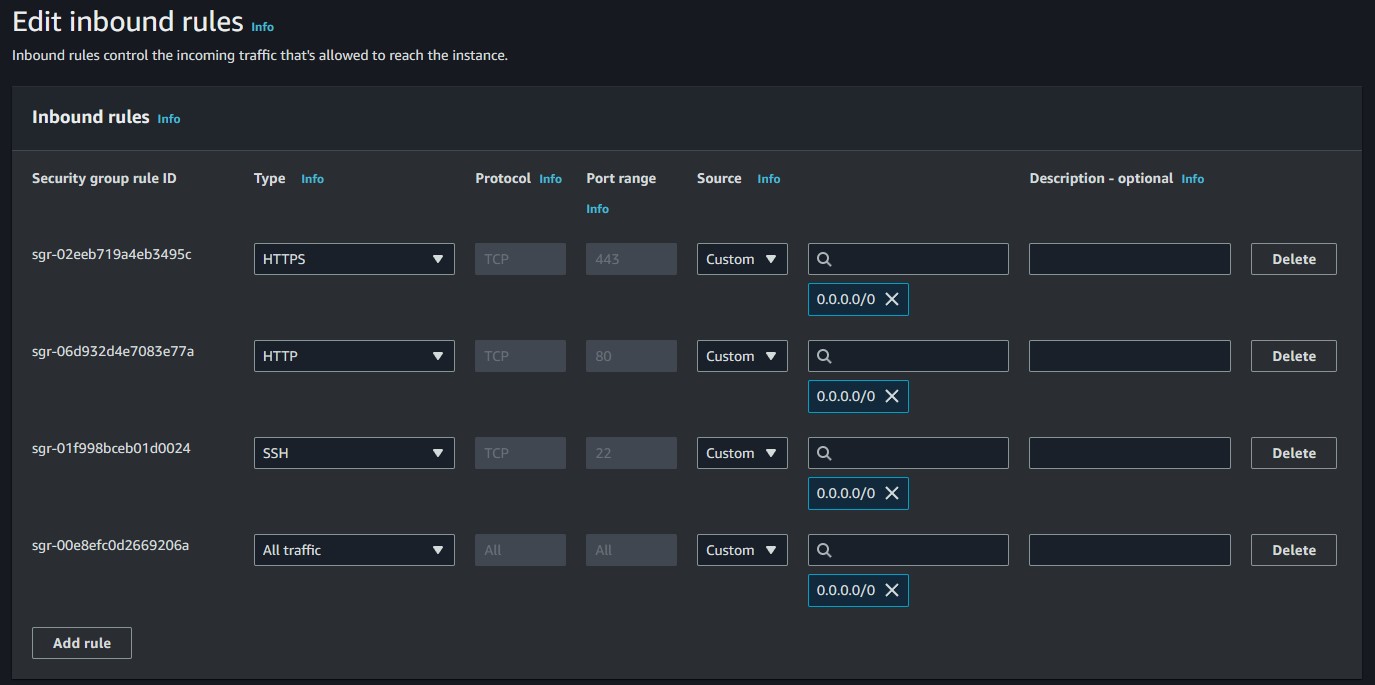 Edit inbound rules Info
Inbound rules control the incoming traffic that's allowed to reach the instance.
Inbound rules Info
Security group rule ID Type Info Protocol Info Port range Info Source Info Description - optional Info
sgr-02eeb719a4eb3495c HTTPS TCP 443 Custom Delete
0.0.0.0/0
sgr-06d932d4e7083e77a HTTP TCP 80 Custom Delete
0.0.0.0/0
sgr-01f998bceb01d0024 SSH TCP 22 Custom Delete
0.0.0.0/0
sgr-00e8efc0d2669206a All traffic All All Custom Delete
0.0.0.0/0
Add rule